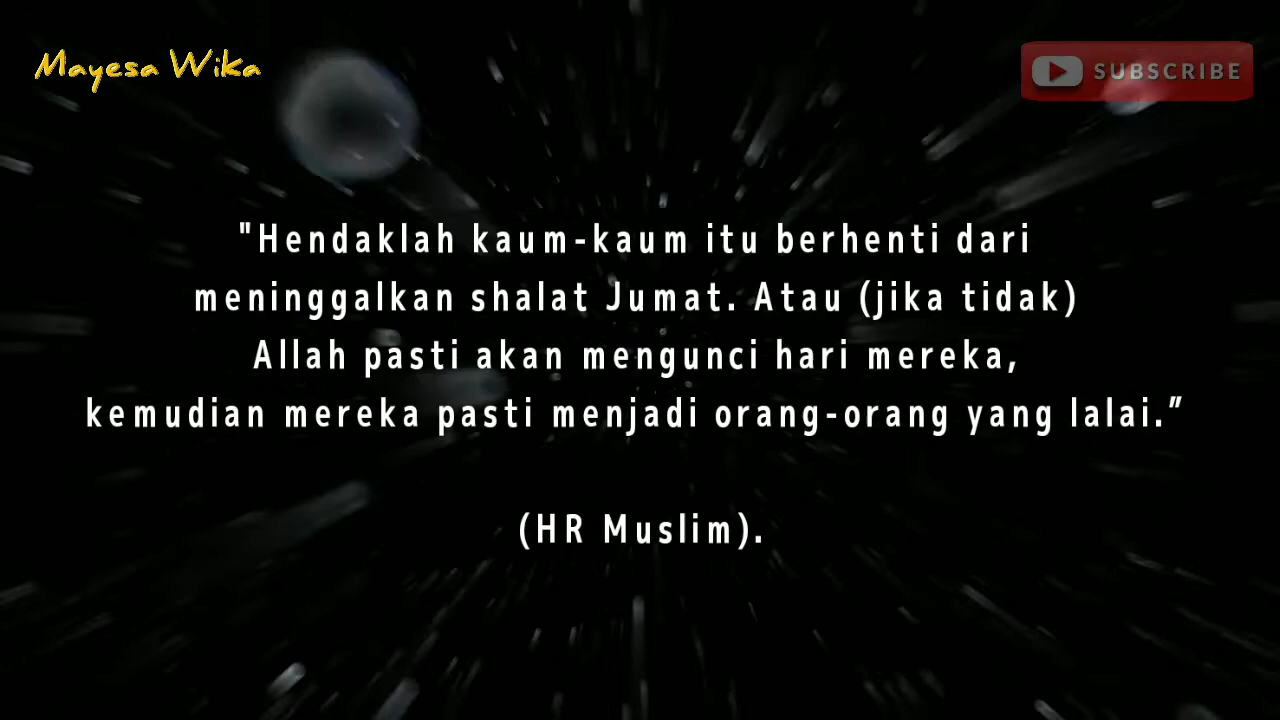 Mayesa Wika
SUBSCRIBE
"Hendaklah kaum-kaum itu berhenti dari
meninggalkan shalat Jumat. Atau (jika tidak)
Allah pasti akan mengunci hari mereka,
kemudian mereka pasti menjadi orang-orang yang lalai.”
(HR Muslim).